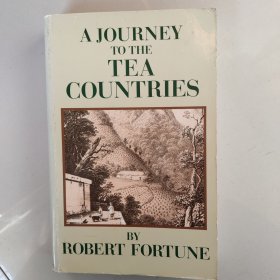 A JOURNEY
TO THE
TEA
COUNTRIES
BY
ROBERT FORTUNE